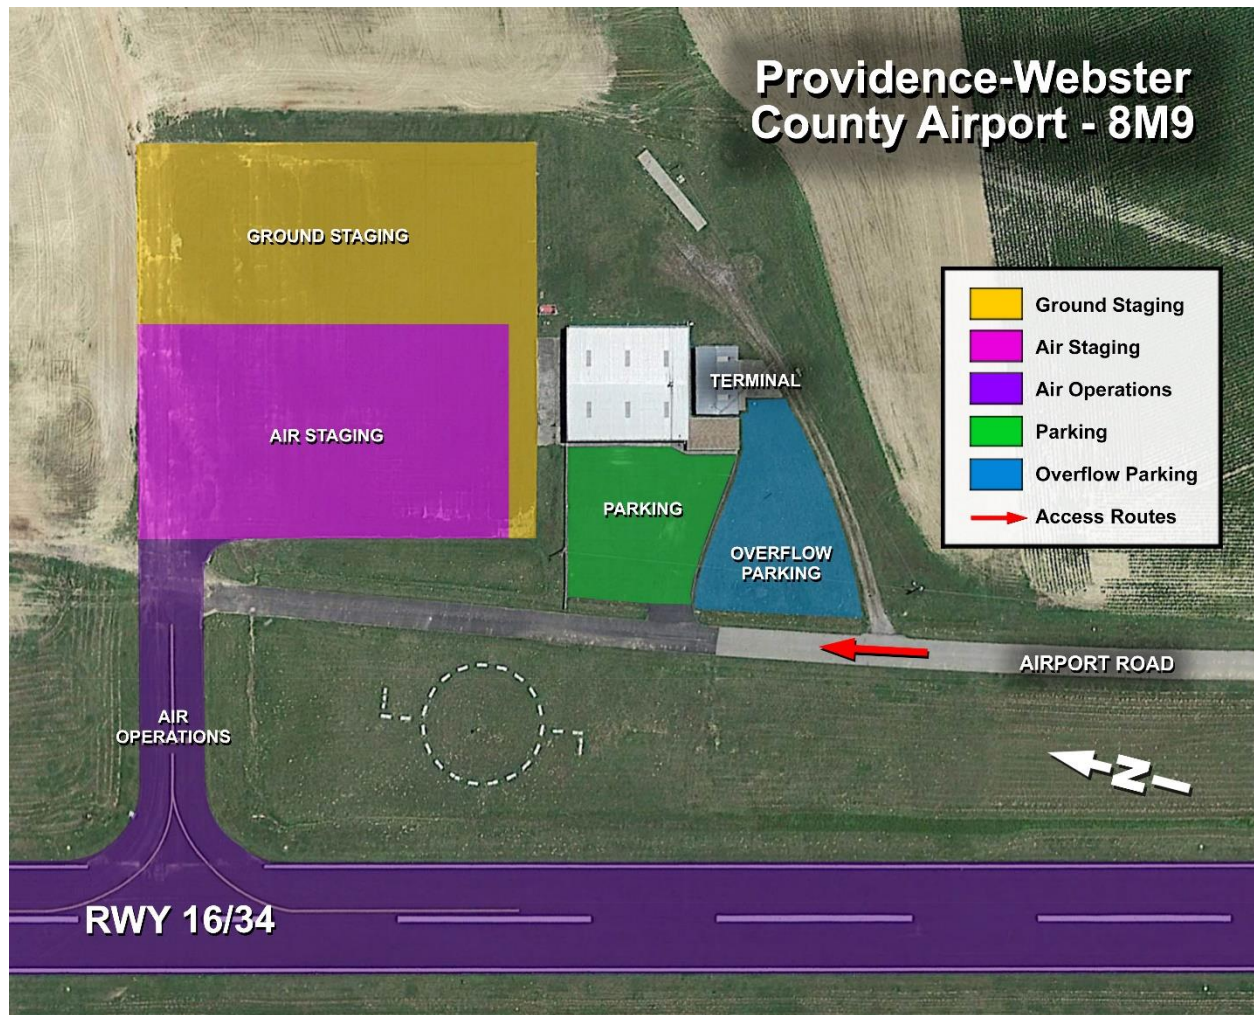 Providence-Webster
County Airport - 8M9
GROUND STAGING
Ground Staging
Air Staging
TERMINAL
Air Operations
AIR STAGING
Parking
Overflow Parking
PARKING
Access Routes
OVERFLOW
PARKING
AIRPORT ROAD
AIR
OPERATIONS
N
RWY 16/34